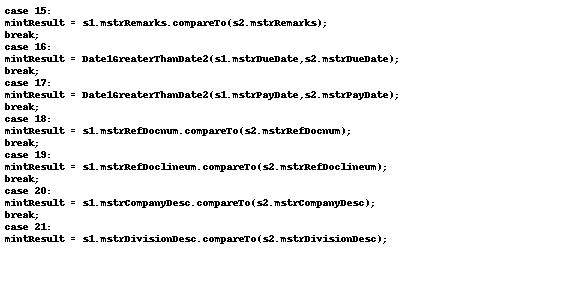 case 15:
mintResult = s1.mstrRemarks.compareTo(s2.mstrRemarks);
break;
case 16:
mintResult = Date1GreaterThanDate2(s1.mstrDueDate,s2.mstrDueDate);
break;
case 17:
mintResult = Date1GreaterThanDate2(s1.mstrPayDate,s2.mstrPayDate);
break;
case 18:
mintResult = s1.mstrRefDocnum.compareTo(s2.mstrRefDocnum);
break;
case 19:
mintResult = s1.mstrRefDoclineum.compareTo(s2.mstrRefDoclineum);
break;
case 20:
mintResult = s1.mstrCompanyDesc.compareTo(s2.mstrCompanyDesc);
break;
case 21:
mintResult = s1.mstrDivisionDesc.compareTo(s2.mstrDivisionDesc);